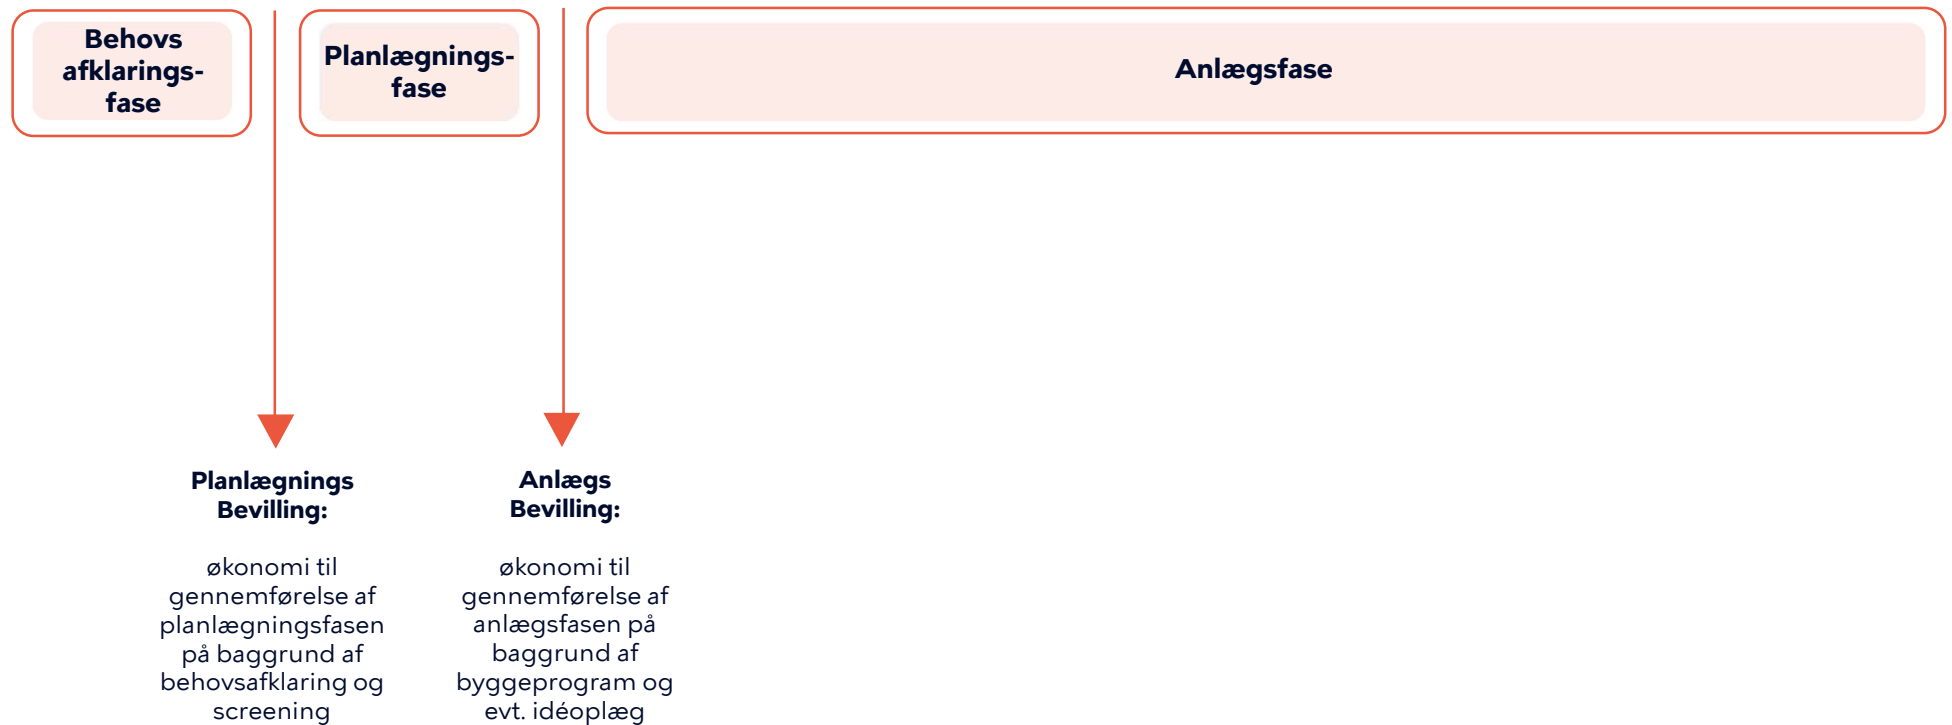 Behovs
afklarings-
fase
Planlægnings-
fase
Anlægsfase
Planlægnings
Bevilling:
økonomi til
gennemførelse af
planlægningsfasen
på baggrund af
behovsafklaring og
screening
Anlægs
Bevilling:
økonomi til
gennemførelse af
anlægsfasen på
baggrund af
byggeprogram og
evt. idéoplæg